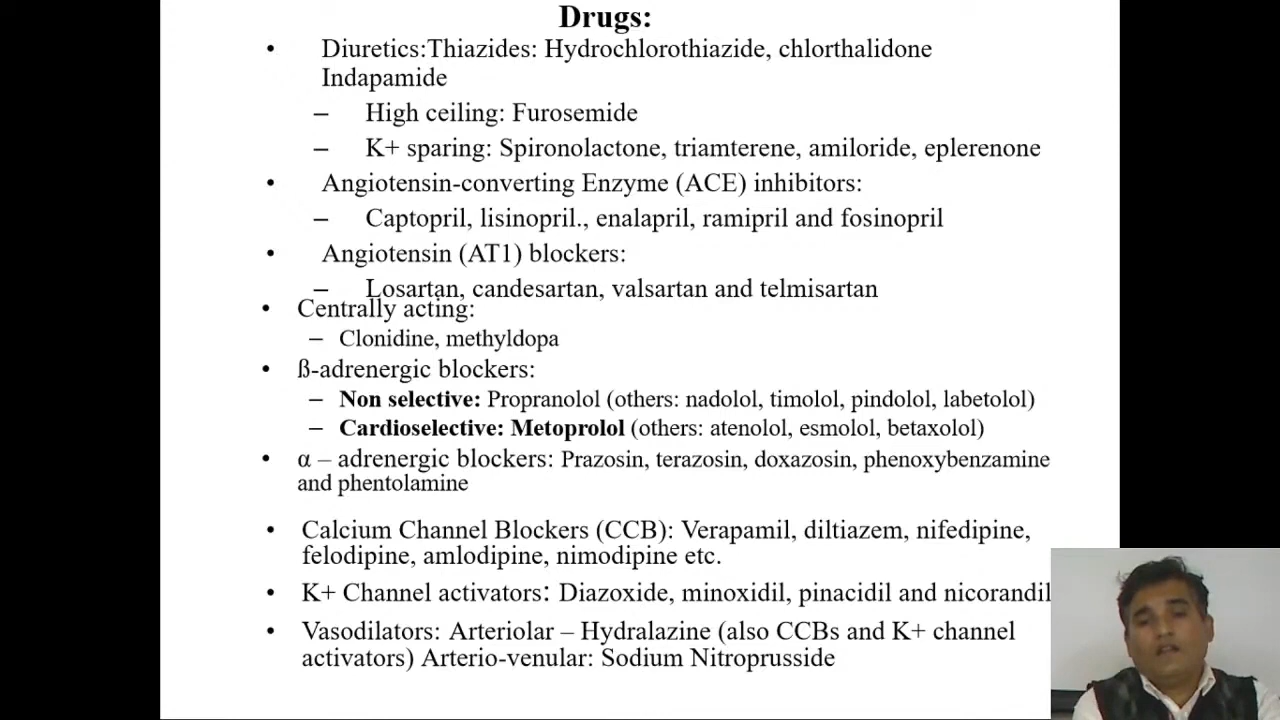 Drugs:
• Diuretics:Thiazides: Hydrochlorothiazide, chlorthalidone
Indapamide
– High ceiling: Furosemide
– K+ sparing: Spironolactone, triamterene, amiloride, eplerenone
• Angiotensin-converting Enzyme (ACE) inhibitors:
– Captopril, lisinopril., enalapril, ramipril and fosinopril
• Angiotensin (AT1) blockers:
– Losartan, candesartan, valsartan and telmisartan
• Centrally acting:
– Clonidine, methyldopa
• ß-adrenergic blockers:
– Non selective: Propranolol (others: nadolol, timolol, pindolol, labetolol)
– Cardioselective: Metoprolol (others: atenolol, esmolol, betaxolol)
• α – adrenergic blockers: Prazosin, terazosin, doxazosin, phenoxybenzamine
and phentolamine
• Calcium Channel Blockers (CCB): Verapamil, diltiazem, nifedipine,
felodipine, amlodipine, nimodipine etc.
• K+ Channel activators: Diazoxide, minoxidil, pinacidil and nicorandil
• Vasodilators: Arteriolar – Hydralazine (also CCBs and K+ channel
activators) Arterio-venular: Sodium Nitroprusside